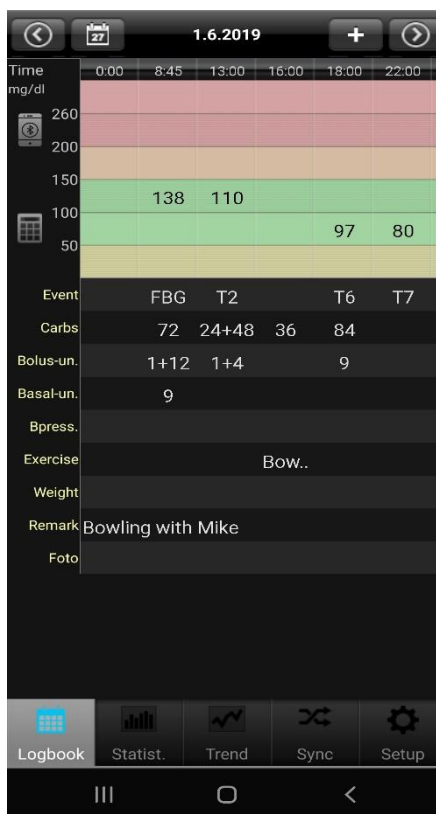 27 1.6.2019 +
Time 0:00 8:45 13:00 16:00 18:00 22:00
mg/dl
260
200
150
138 110
100
97 80
50
Event FBG T2 T6 T7
Carbs 72 24+48 36 84
Bolus-un. 1+12 1+4 9
Basal-un. 9
Bpress.
Exercise Bow..
Weight
Remark Bowling with Mike
Foto
Logbook Statist. Trend Sync Setup